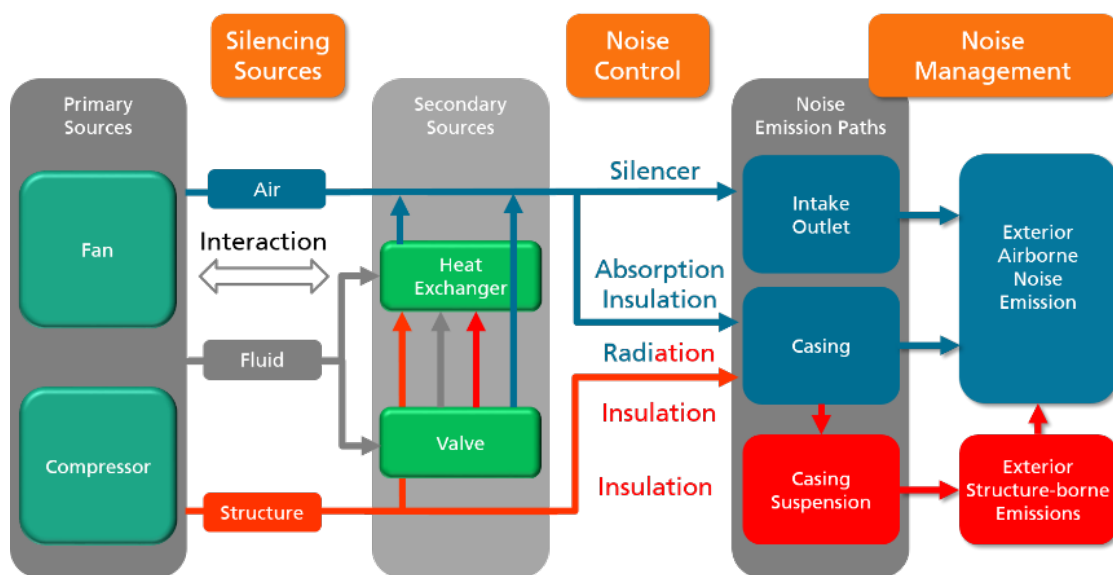 Silencing
Sources
Noise
Control
Noise
Management
Primary
Sources
Secondary
Sources
Noise
Emission Paths
Fan
Air
Silencer
Intake
Outlet
Interaction
Heat
Exchanger
Absorption
Insulation
Exterior
Airborne
Noise
Emission
Fluid
Radiation
Casing
Insulation
Compressor
Valve
Structure
Insulation
Casing
Suspension
Exterior
Structure-borne
Emissions